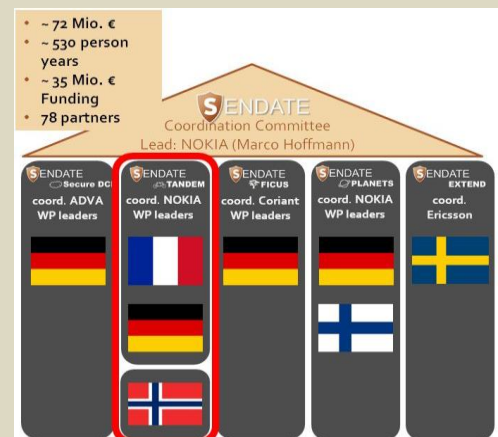 • ~ 72 Mio. €
• ~ 530 person
years
• ~ 35 Mio. €
Funding
• 78 partners
SENDATE
Coordination Committee
Lead: NOKIA (Marco Hoffmann)
SENDATE
Secure DCI
coord. ADVA
WP leaders
SENDATE
TANDEM
coord. NOKIA
WP leaders
SENDATE
FICUS
coord. Coriant
WP leaders
SENDATE
PLANETS
coord. NOKIA
WP leaders
SENDATE
EXTEND
coord.
Ericsson